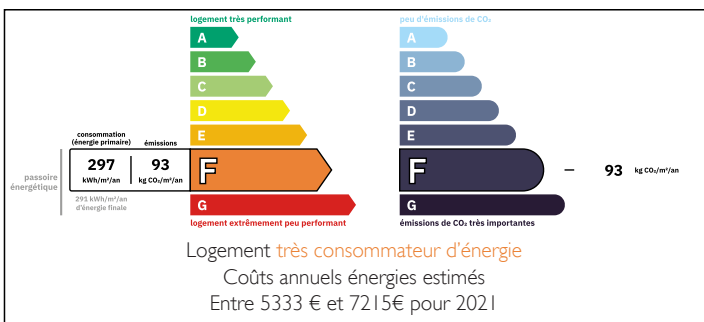 logement très performant
peu d'émissions de CO₂
A
A
B
B
C
C
D
D
consommation
(énergie primaire)
émissions
E
E
passoire
énergétique
297
kWh/m²/an
93
kg CO₂/m²/an
F
F
93 kg CO₂/m²/an
291 kWh/m²/an
d'énergie finale
G
G
logement extrêmement peu performant
émissions de CO₂ très importantes
Logement très consommateur d'énergie
Coûts annuels énergies estimés
Entre 5333 € et 7215€ pour 2021